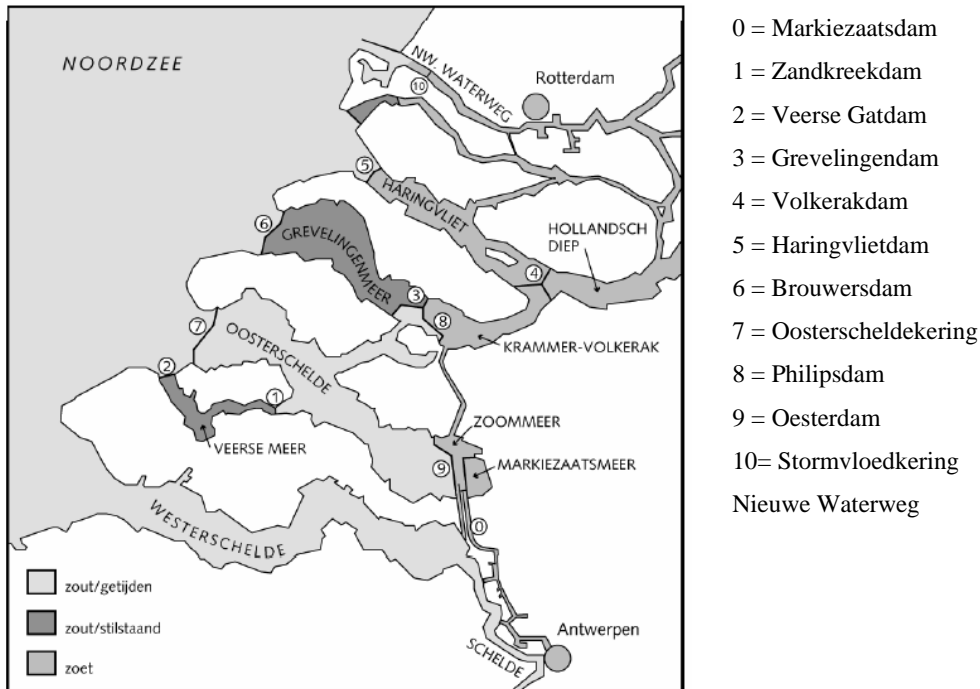 NOORDZEE
NW. WATERWEG
10
Rotterdam
5
HARINGVLIET
6
GREVELINGENMEER
HOLLANDSCH
DIEP
4
3
8
7
OOSTERSCHELDE
KRAMMER-VOLKERAK
2
1
ZOOMMEER
VEERSE MEER
9
MARKIEZAATSMEER
WESTERSCHELDE
0
zout/getijden
zout/stilstaand
zoet
Antwerpen
SCHELDE
0 = Markiezaatsdam
1 = Zandkreekdam
2 = Veerse Gatdam
3 = Grevelingendam
4 = Volkerakdam
5 = Haringvlietdam
6 = Brouwersdam
7 = Oosterscheldekering
8 = Philipsdam
9 = Oesterdam
10= Stormvloedkering
Nieuwe Waterweg